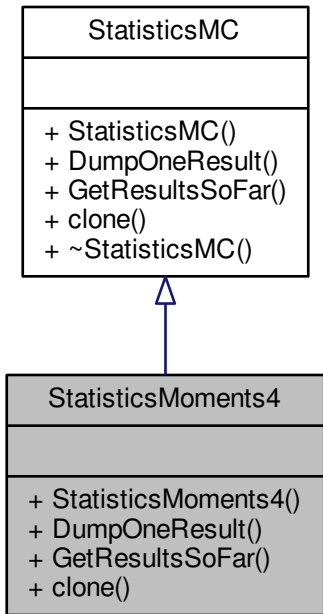 StatisticsMC
+ StatisticsMC()
+ DumpOneResult()
+ GetResultsSoFar()
+ clone()
+ ~StatisticsMC()
StatisticsMoments4
+ StatisticsMoments4()
+ DumpOneResult()
+ GetResultsSoFar()
+ clone()